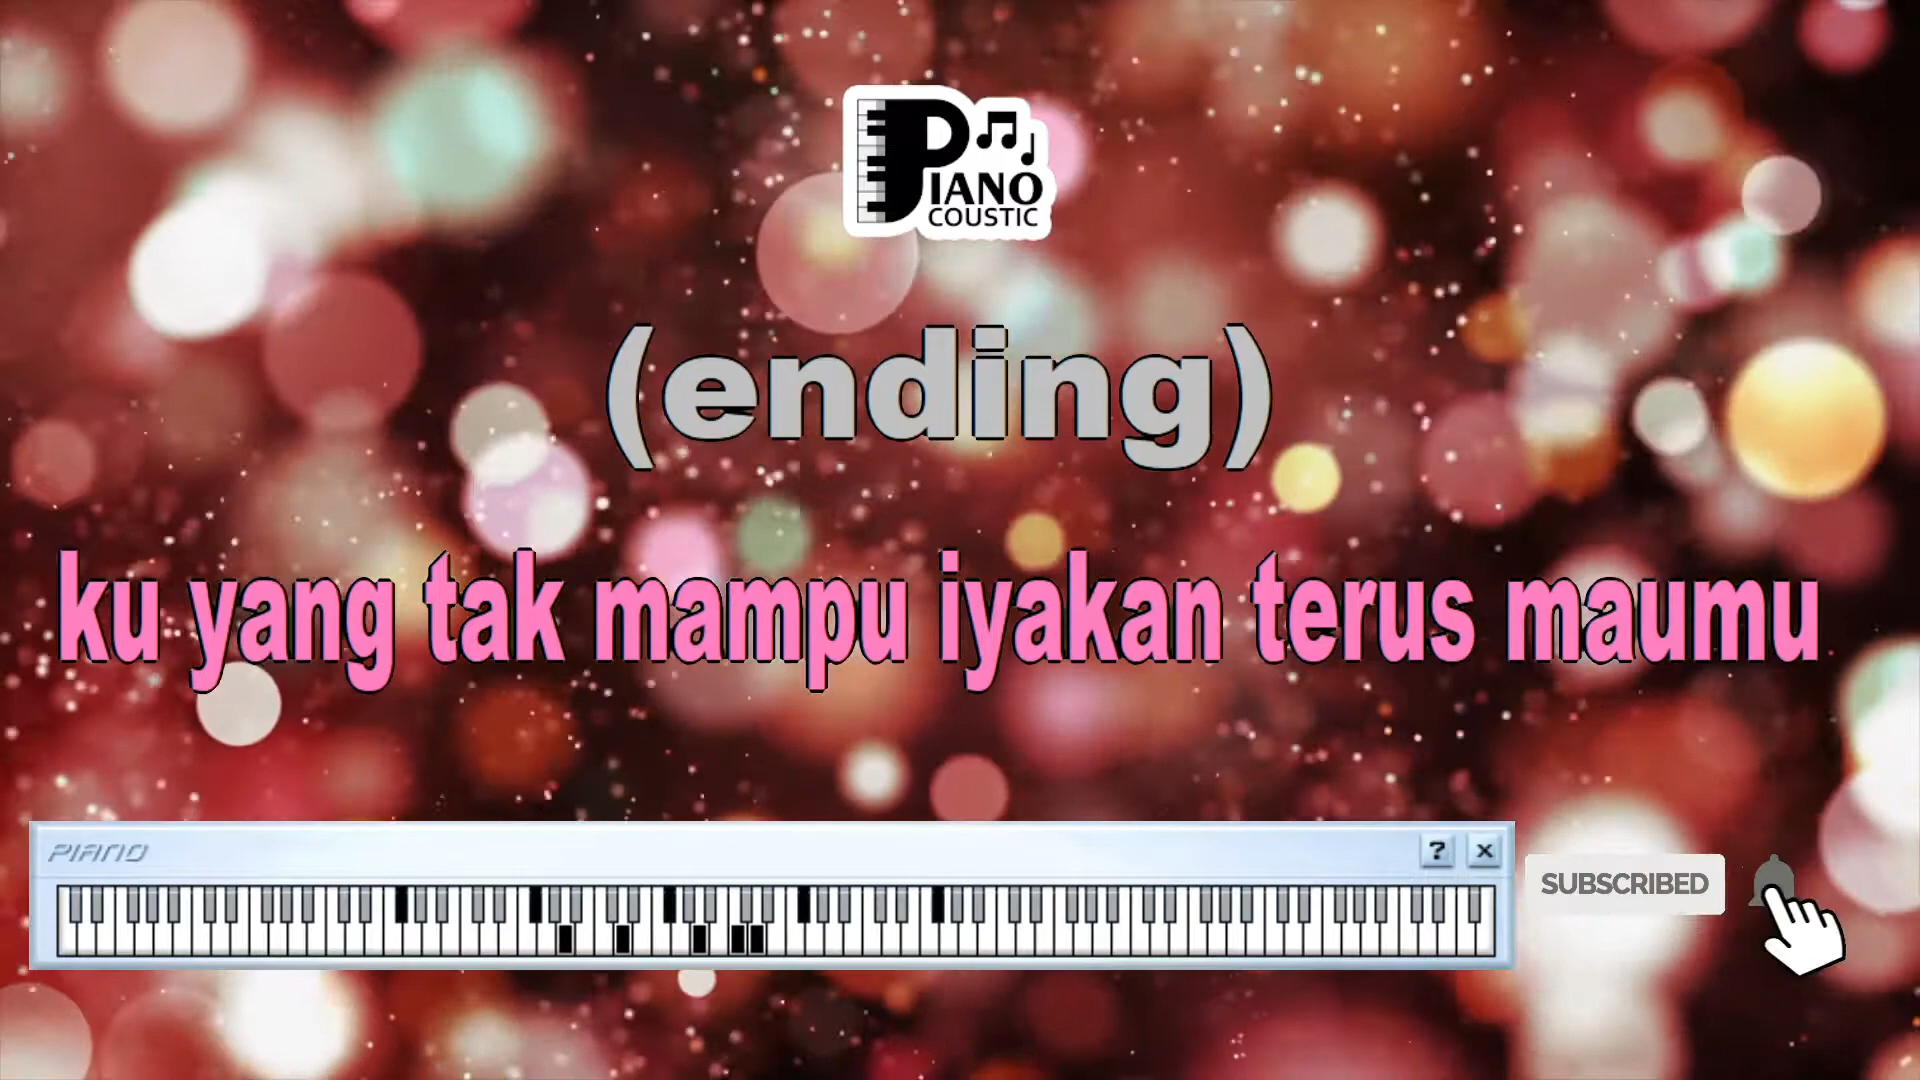 PIANO
COUSTIC
(ending)
ku yang tak mampu iyakan terus maumu
PIANO
? x
SUBSCRIBED